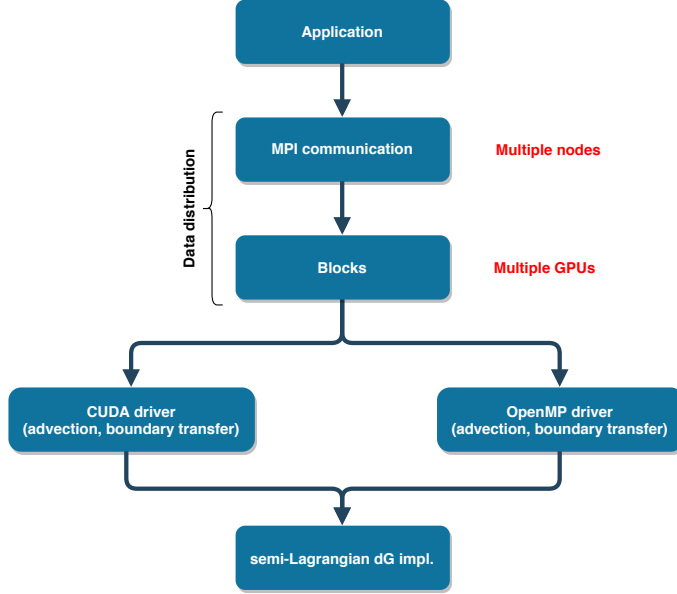 Application
Data distribution
MPI communication
Multiple nodes
Blocks
Multiple GPUs
CUDA driver
(advection, boundary transfer)
OpenMP driver
(advection, boundary transfer)
semi-Lagrangian dG impl.